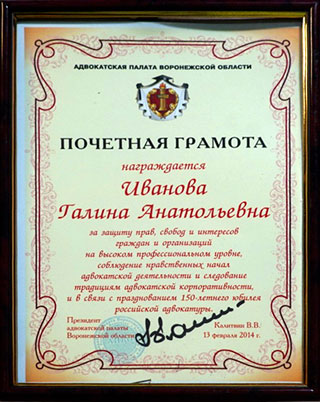 АДВОКАТСКАЯ ПАЛАТА ВОРОНЕЖСКОЙ ОБЛАСТИ
ПОЧЕТНАЯ ГРАМОТА
награждается
Иванова
Галина Анатольевна
за защиту прав, свобод и интересов
граждан и организаций
на высоком профессиональном уровне,
соблюдение нравственных начал
адвокатской деятельности и следование
традициям адвокатской корпоративности,
и в связи с празднованием 150-летнего юбилея
российской адвокатуры.
Президент
адвокатской палаты
Воронежской области
Калитвин В.В.
13 февраля 2014 г.